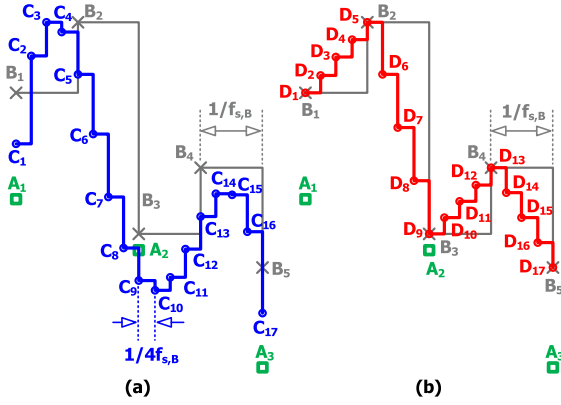 C₃
C₄
B₂
C₂
B₁
C₅
C₁
C₆
A₁
C₇
B₃
C₈
A₂
C₉
C₁₀
C₁₁
C₁₂
C₁₃
C₁₄
C₁₅
C₁₆
B₄
1/fs,B
B₅
C₁₇
1/4fs,B
A₃
(a)
D₅
B₂
D₄
D₃
D₂
D₁
B₁
D₆
D₇
A₁
D₈
D₉
B₃
A₂
D₁₀
D₁₁
D₁₂
B₄
D₁₃
1/fs,B
D₁₄
D₁₅
D₁₆
D₁₇
B₅
A₃
(b)